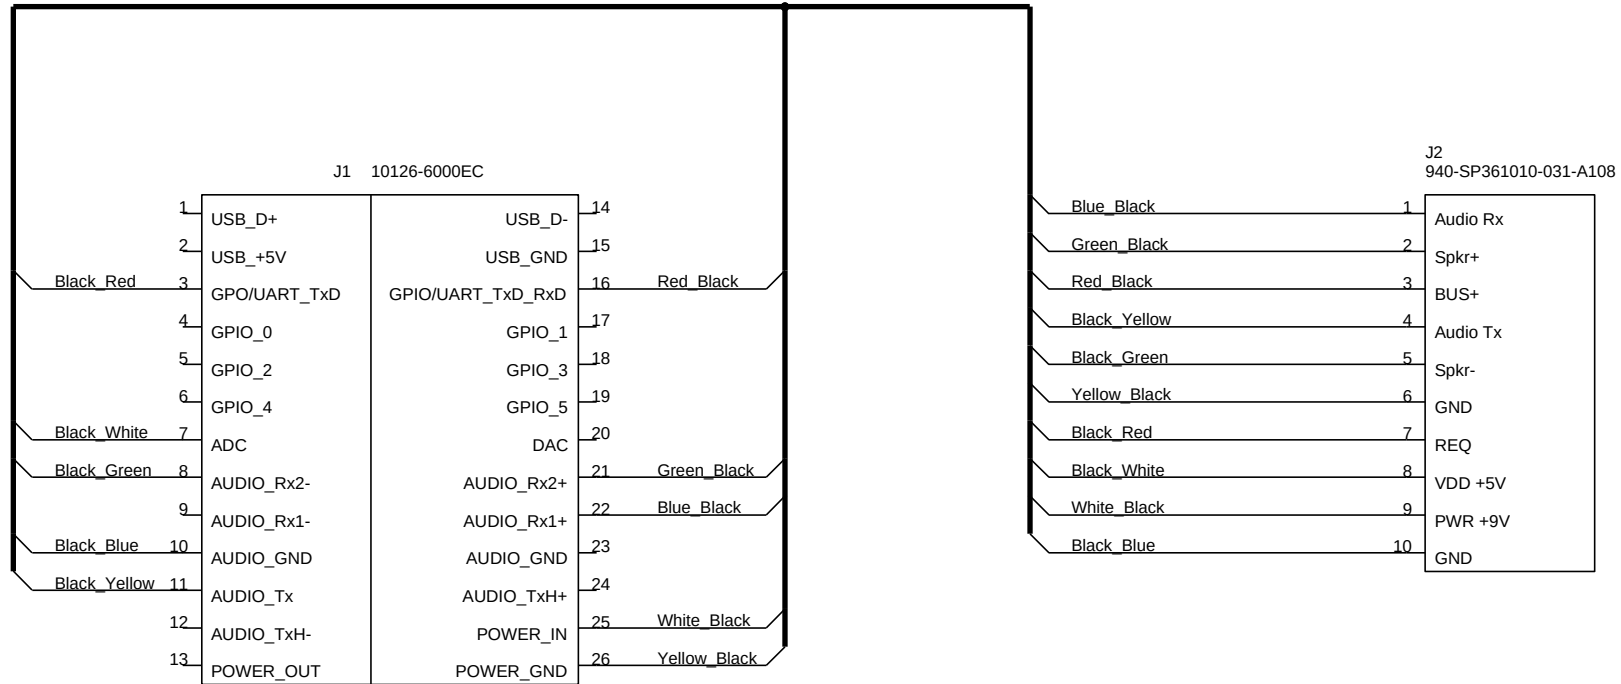 J1 10126-6000EC
1 USB_D+ USB_D- 14
2 USB_+5V USB_GND 15
Black_Red 3 GPO/UART_TxD GPIO/UART_TxD_RxD 16 Red_Black
4 GPIO_0 GPIO_1 17
5 GPIO_2 GPIO_3 18
6 GPIO_4 GPIO_5 19
Black_White 7 ADC DAC 20
Black_Green 8 AUDIO_Rx2- AUDIO_Rx2+ 21 Green_Black
9 AUDIO_Rx1- AUDIO_Rx1+ 22 Blue_Black
Black_Blue 10 AUDIO_GND AUDIO_GND 23
Black_Yellow 11 AUDIO_Tx AUDIO_TxH+ 24
12 AUDIO_TxH- POWER_IN 25 White_Black
13 POWER_OUT POWER_GND 26 Yellow_Black
J2
940-SP361010-031-A108
Blue_Black 1 Audio Rx
Green_Black 2 Spkr+
Red_Black 3 BUS+
Black_Yellow 4 Audio Tx
Black_Green 5 Spkr-
Yellow_Black 6 GND
Black_Red 7 REQ
Black_White 8 VDD +5V
White_Black 9 PWR +9V
Black_Blue 10 GND